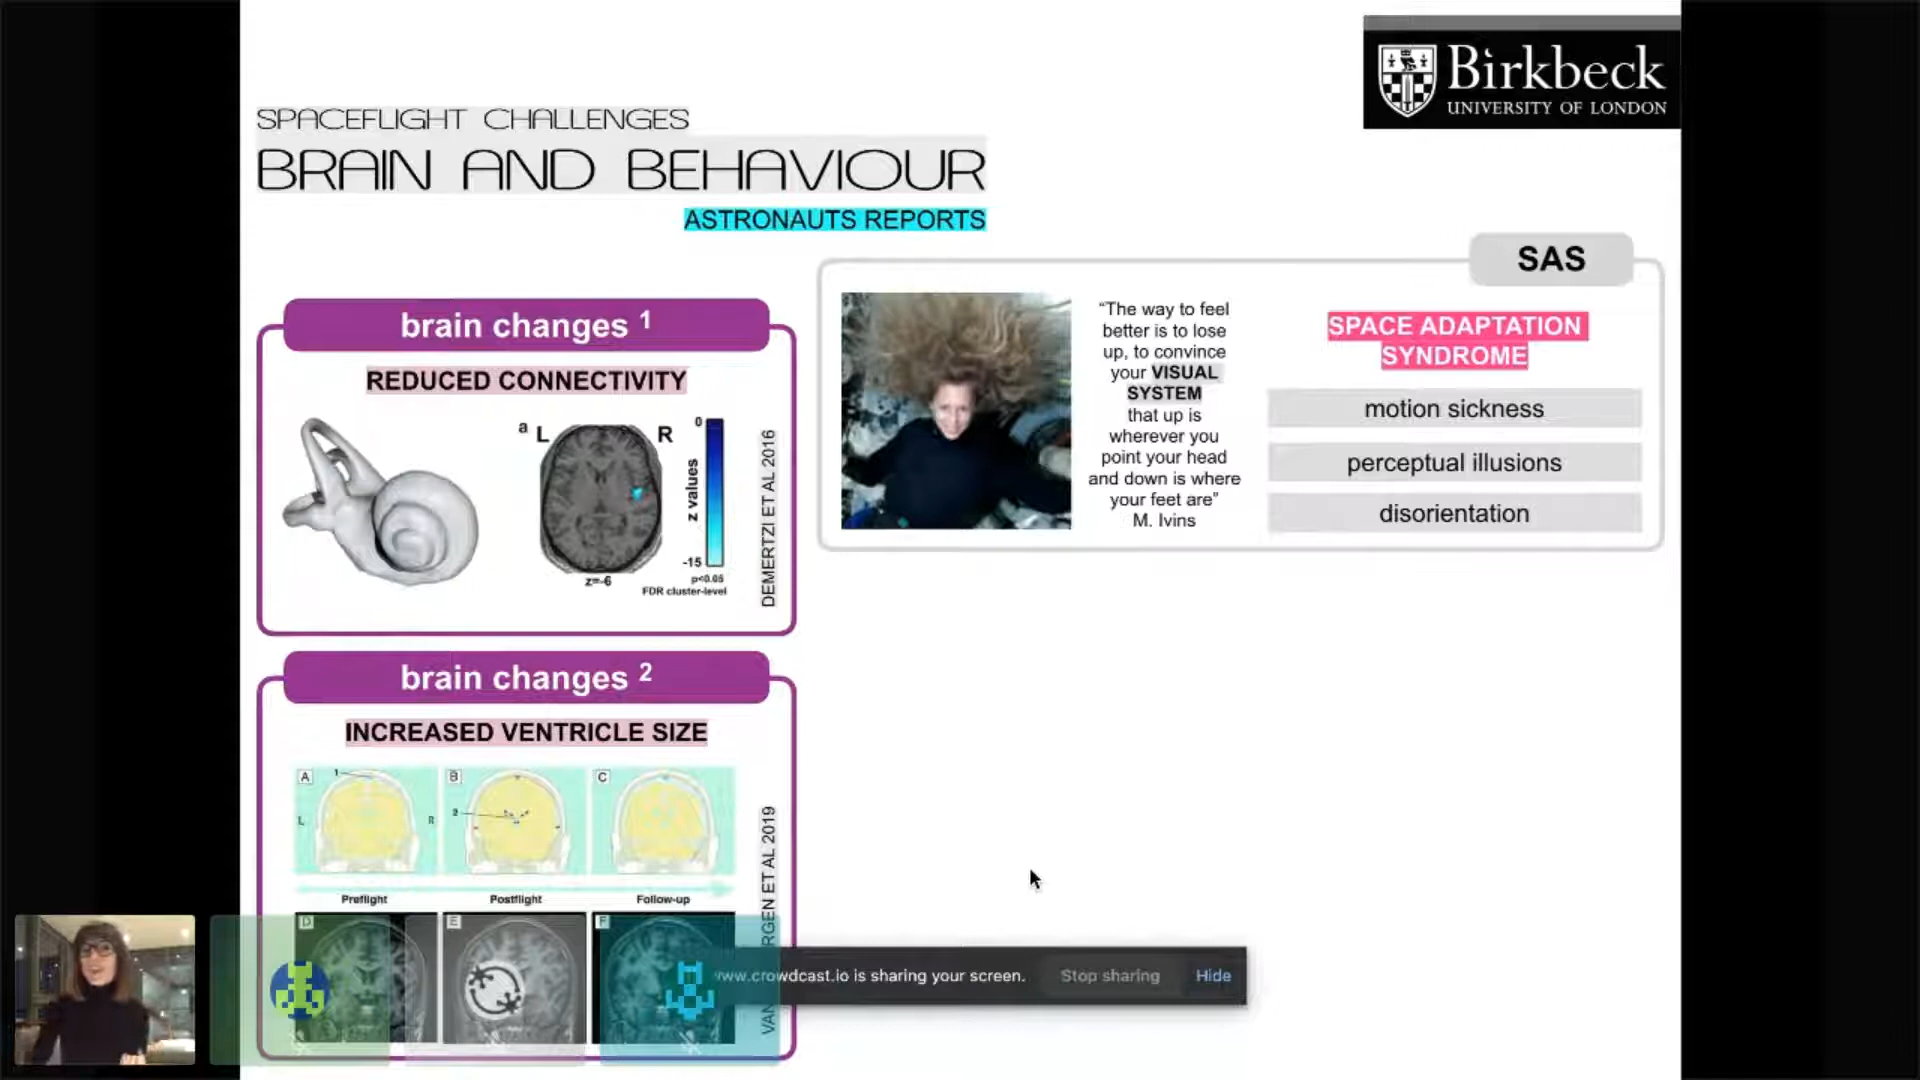 Birkbeck
UNIVERSITY OF LONDON
SPACEFLIGHT CHALLENGES
BRAIN AND BEHAVIOUR
ASTRONAUTS REPORTS
brain changes 1
REDUCED CONNECTIVITY
a
L
R
0
z values
-15
z=-6
p<0.05
FDR cluster-level
DEMERTZI ET AL 2016
SAS
“The way to feel
better is to lose
up, to convince
your VISUAL
SYSTEM
that up is
wherever you
point your head
and down is where
your feet are”
M. Ivins
SPACE ADAPTATION
SYNDROME
motion sickness
perceptual illusions
disorientation
brain changes 2
INCREASED VENTRICLE SIZE
A
1
B
C
L
R
2
Preflight
Postflight
Follow-up
D
E
F
ET AL 2019
www.crowdcast.io is sharing your screen.
Stop sharing
Hide